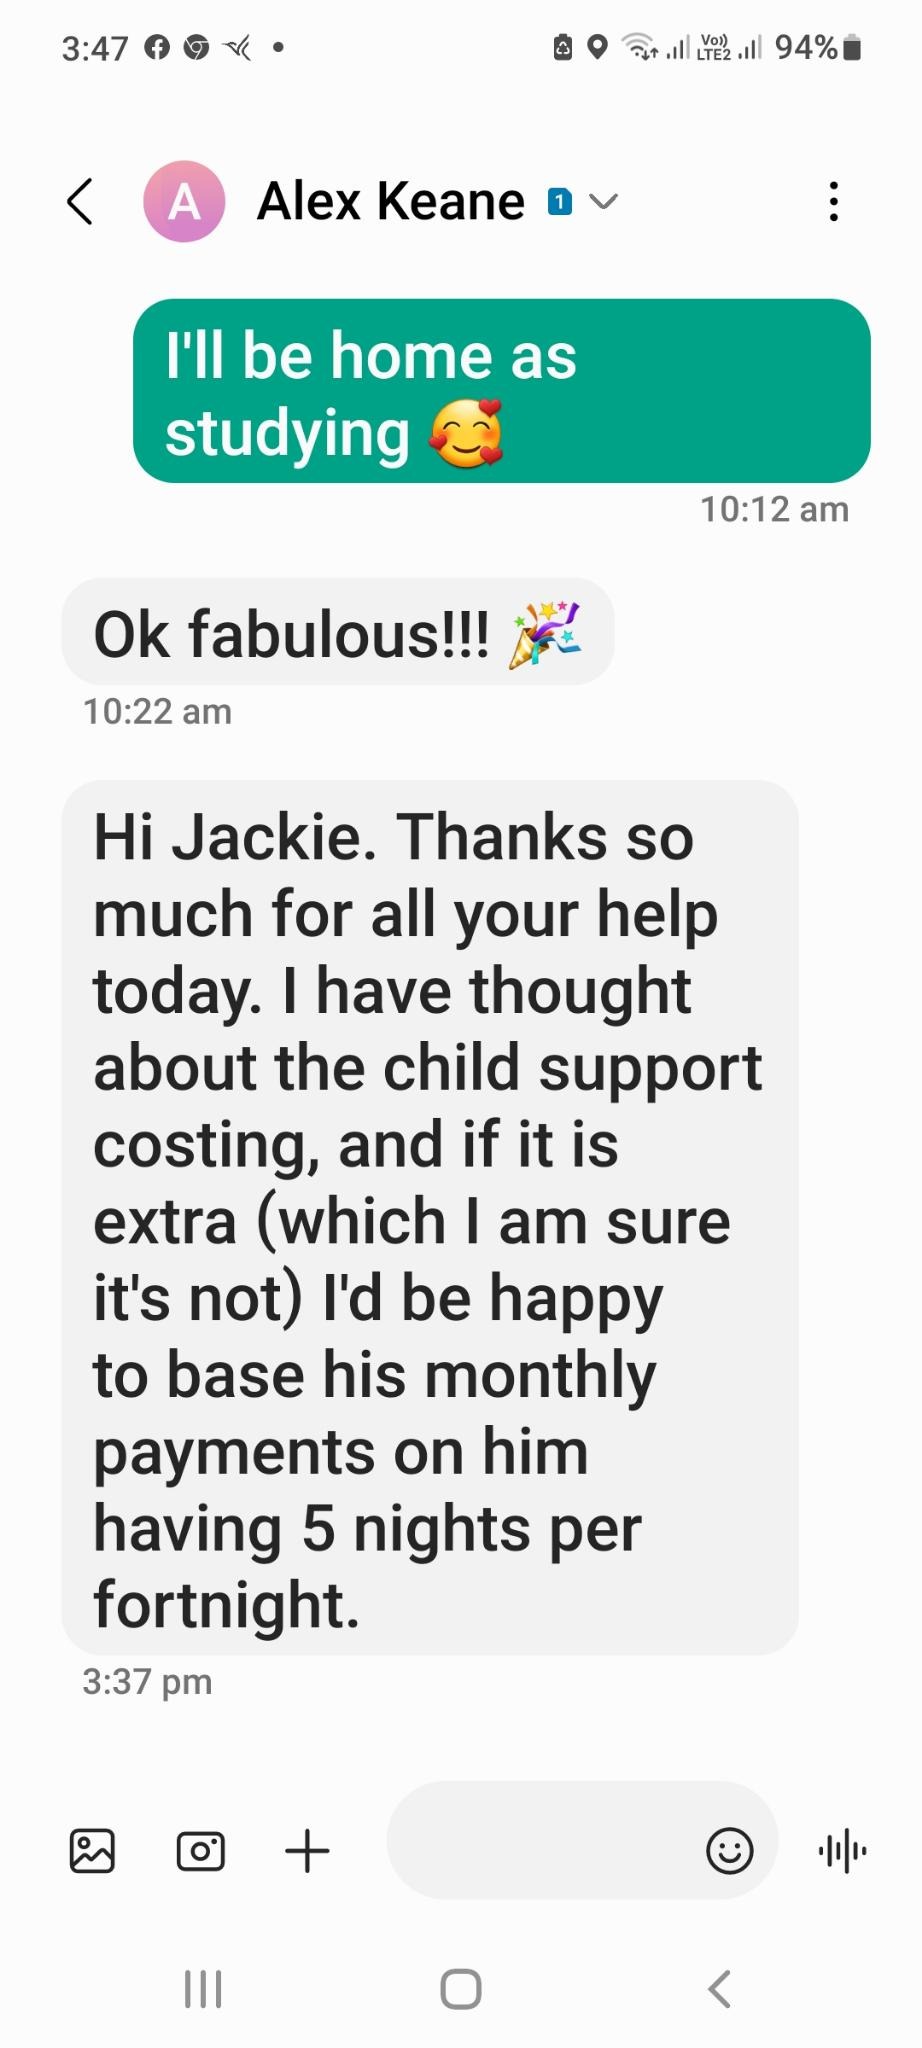 3:47
Vo))
LTE2
94%
A
Alex Keane 1
I'll be home as
studying 🥰
10:12 am
Ok fabulous!!! 🎉
10:22 am
Hi Jackie. Thanks so
much for all your help
today. I have thought
about the child support
costing, and if it is
extra (which I am sure
it's not) I'd be happy
to base his monthly
payments on him
having 5 nights per
fortnight.
3:37 pm